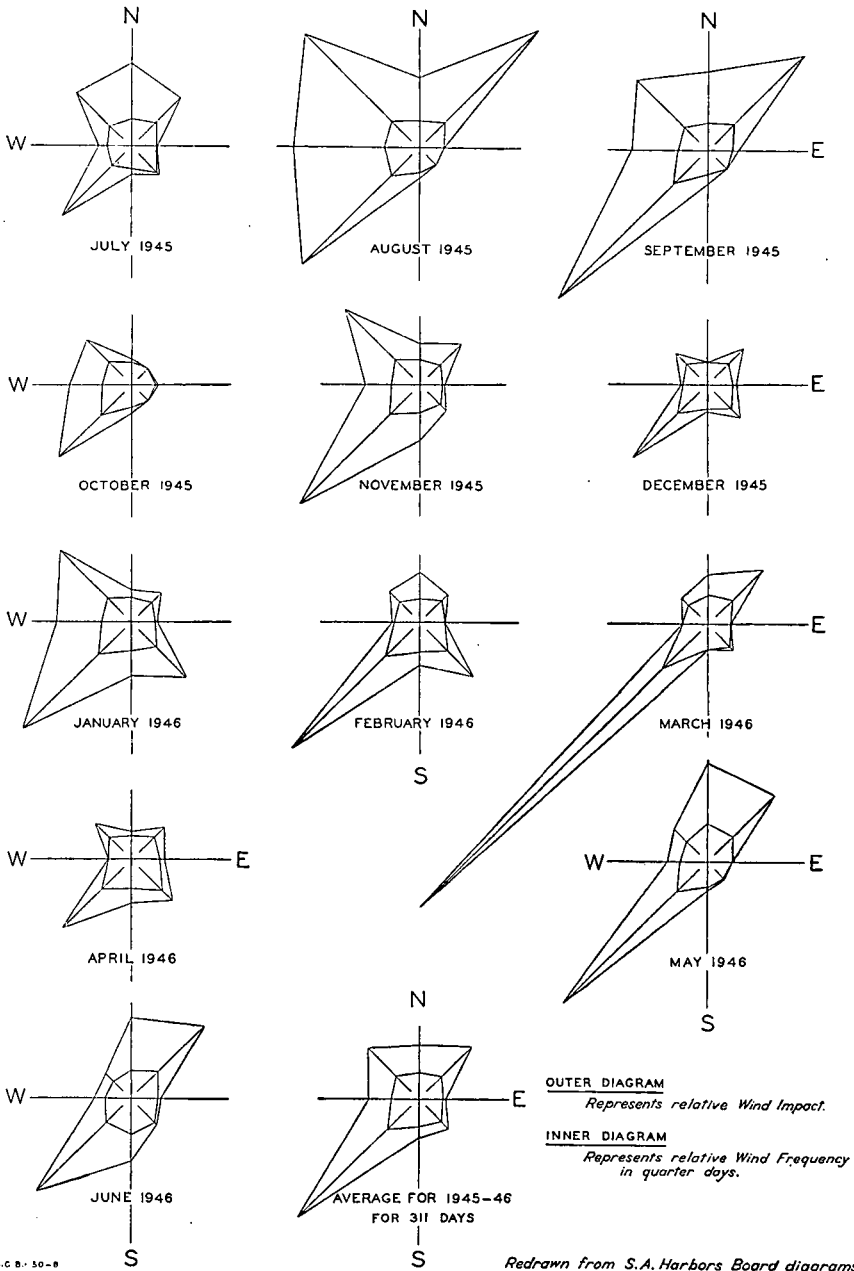 N
N
N
W
E
JULY 1945
AUGUST 1945
SEPTEMBER 1945
W
E
OCTOBER 1945
NOVEMBER 1945
DECEMBER 1945
W
E
JANUARY 1946
FEBRUARY 1946
MARCH 1946
S
W
E
W
E
APRIL 1946
MAY 1946
S
N
W
E
OUTER DIAGRAM
Represents relative Wind Impact.
INNER DIAGRAM
Represents relative Wind Frequency
in quarter days.
JUNE 1946
AVERAGE FOR 1945-46
FOR 311 DAYS
S
S
Redrawn from S.A. Harbors Board diagrams